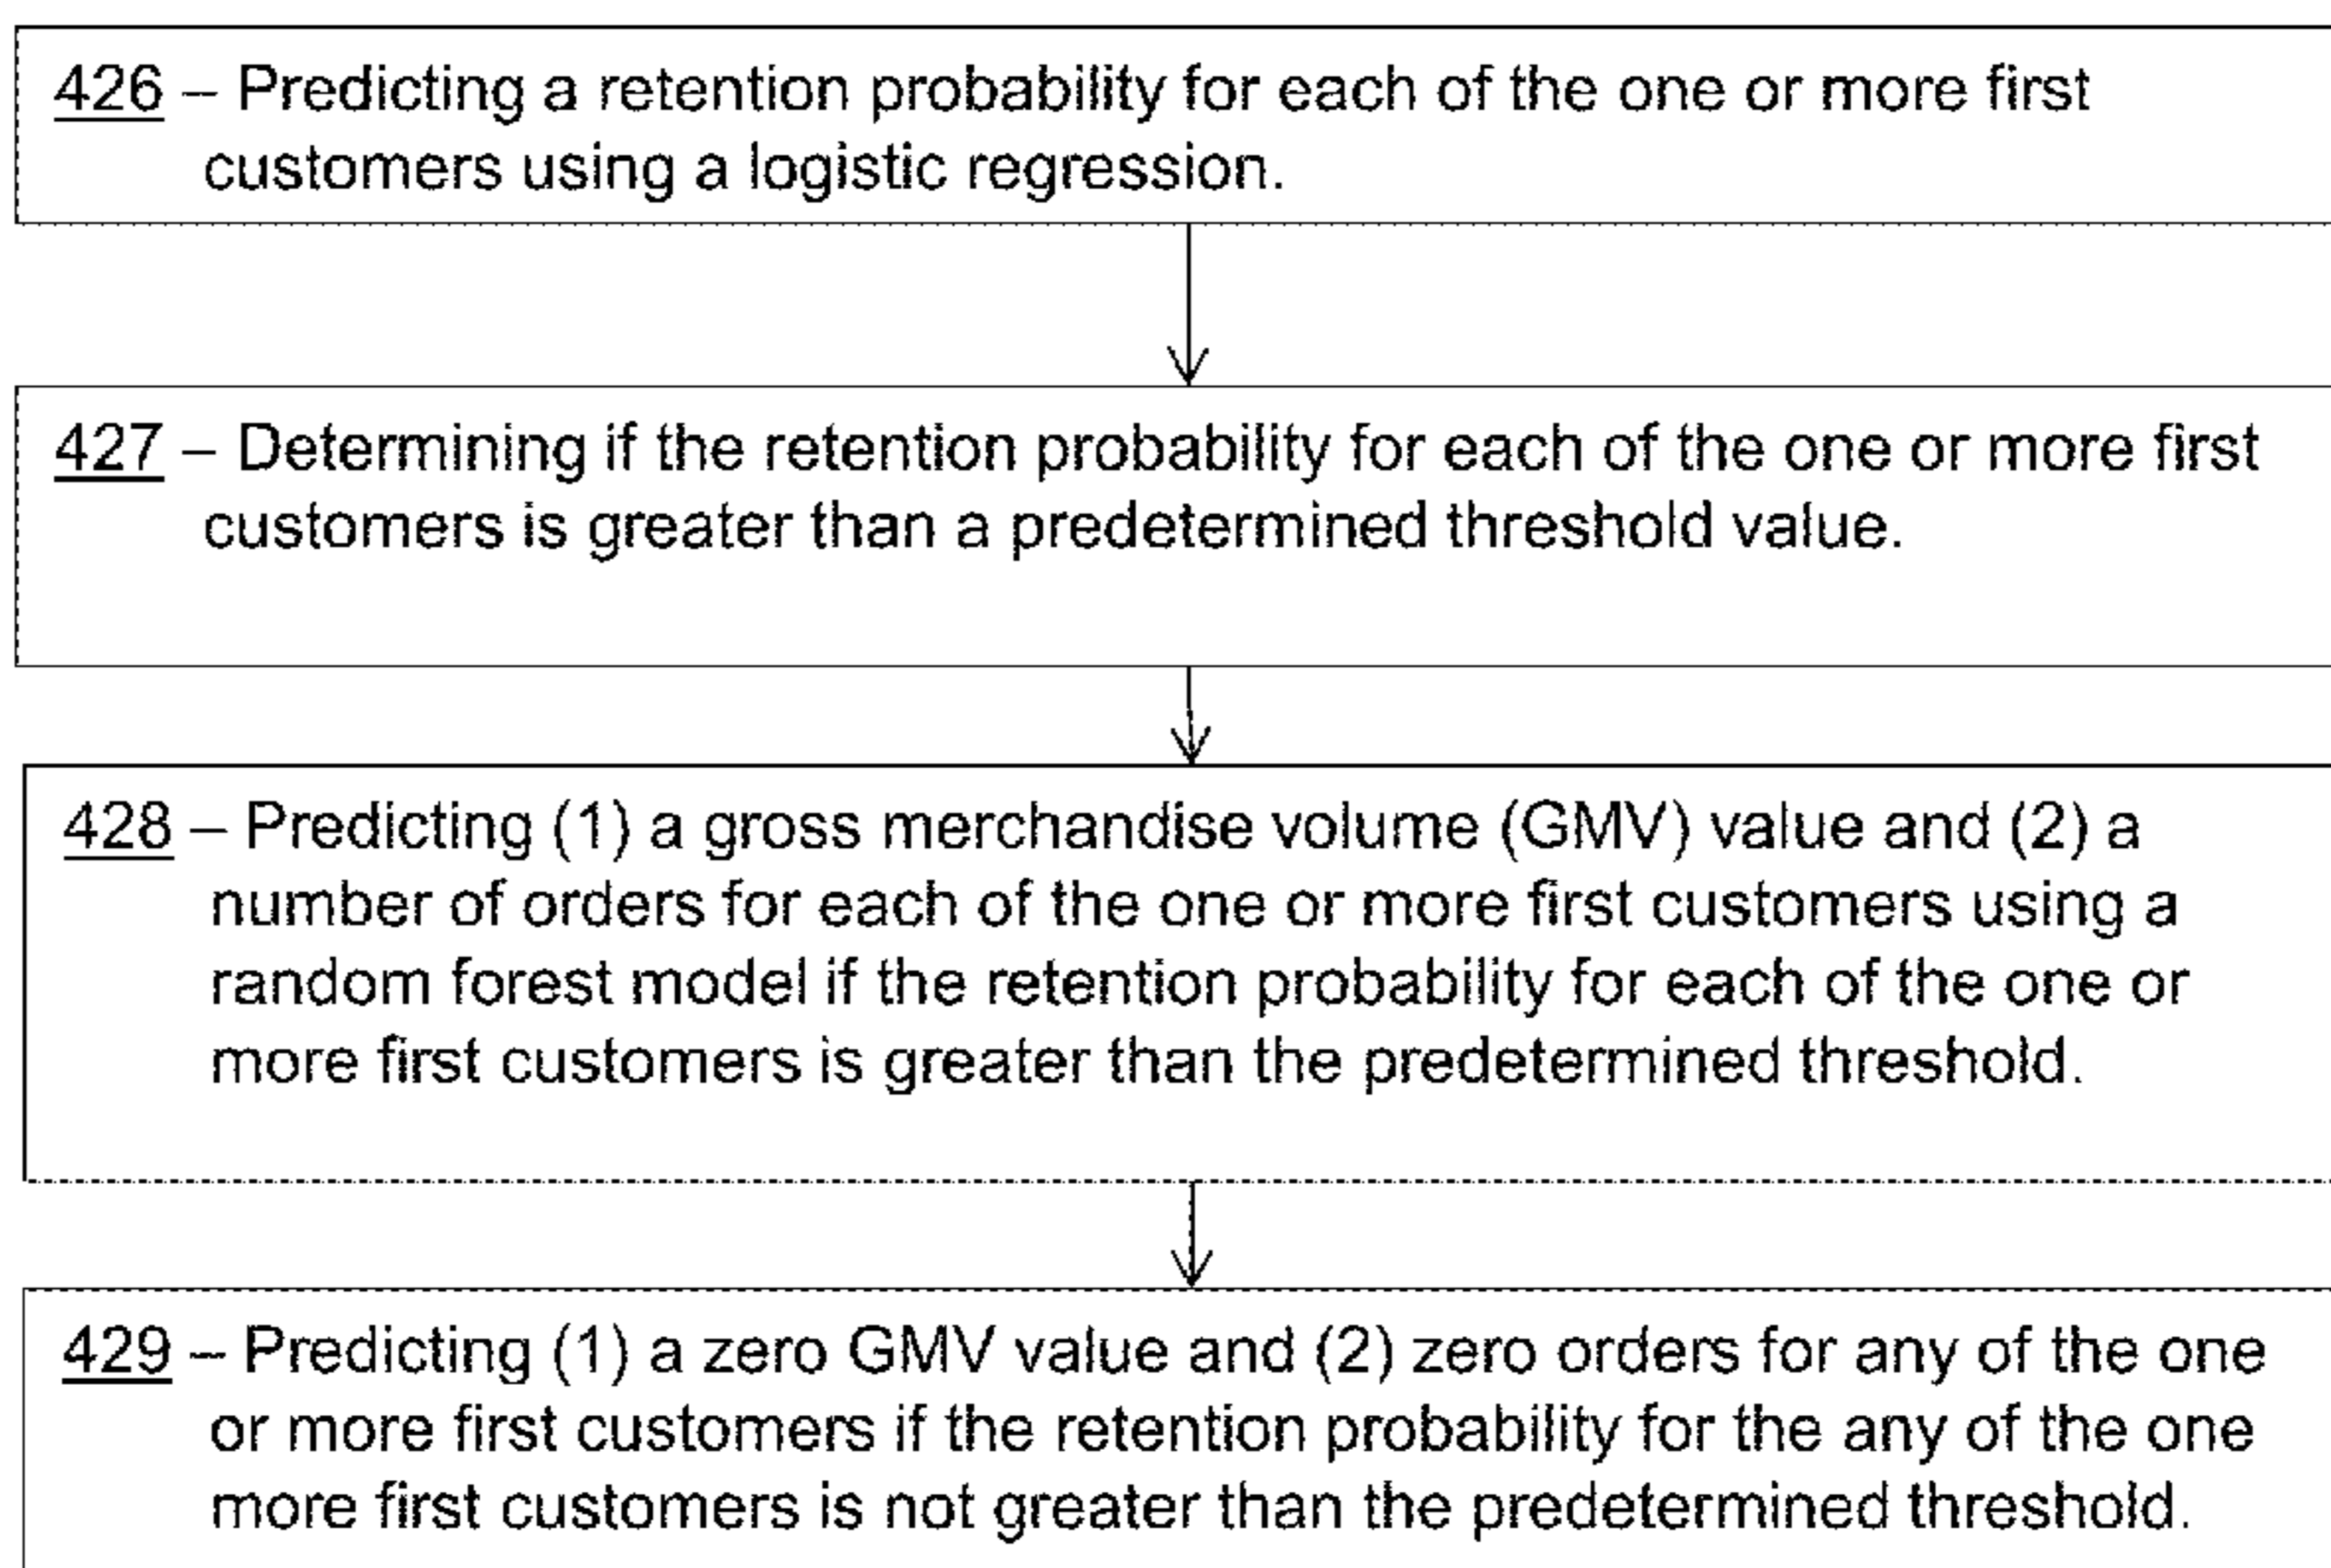 426 – Predicting a retention probability for each of the one or more first
customers using a logistic regression.
427 – Determining if the retention probability for each of the one or more first
customers is greater than a predetermined threshold value.
428 – Predicting (1) a gross merchandise volume (GMV) value and (2) a
number of orders for each of the one or more first customers using a
random forest model if the retention probability for each of the one or
more first customers is greater than the predetermined threshold.
429 – Predicting (1) a zero GMV value and (2) zero orders for any of the one
or more first customers if the retention probability for the any of the one
more first customers is not greater than the predetermined threshold.